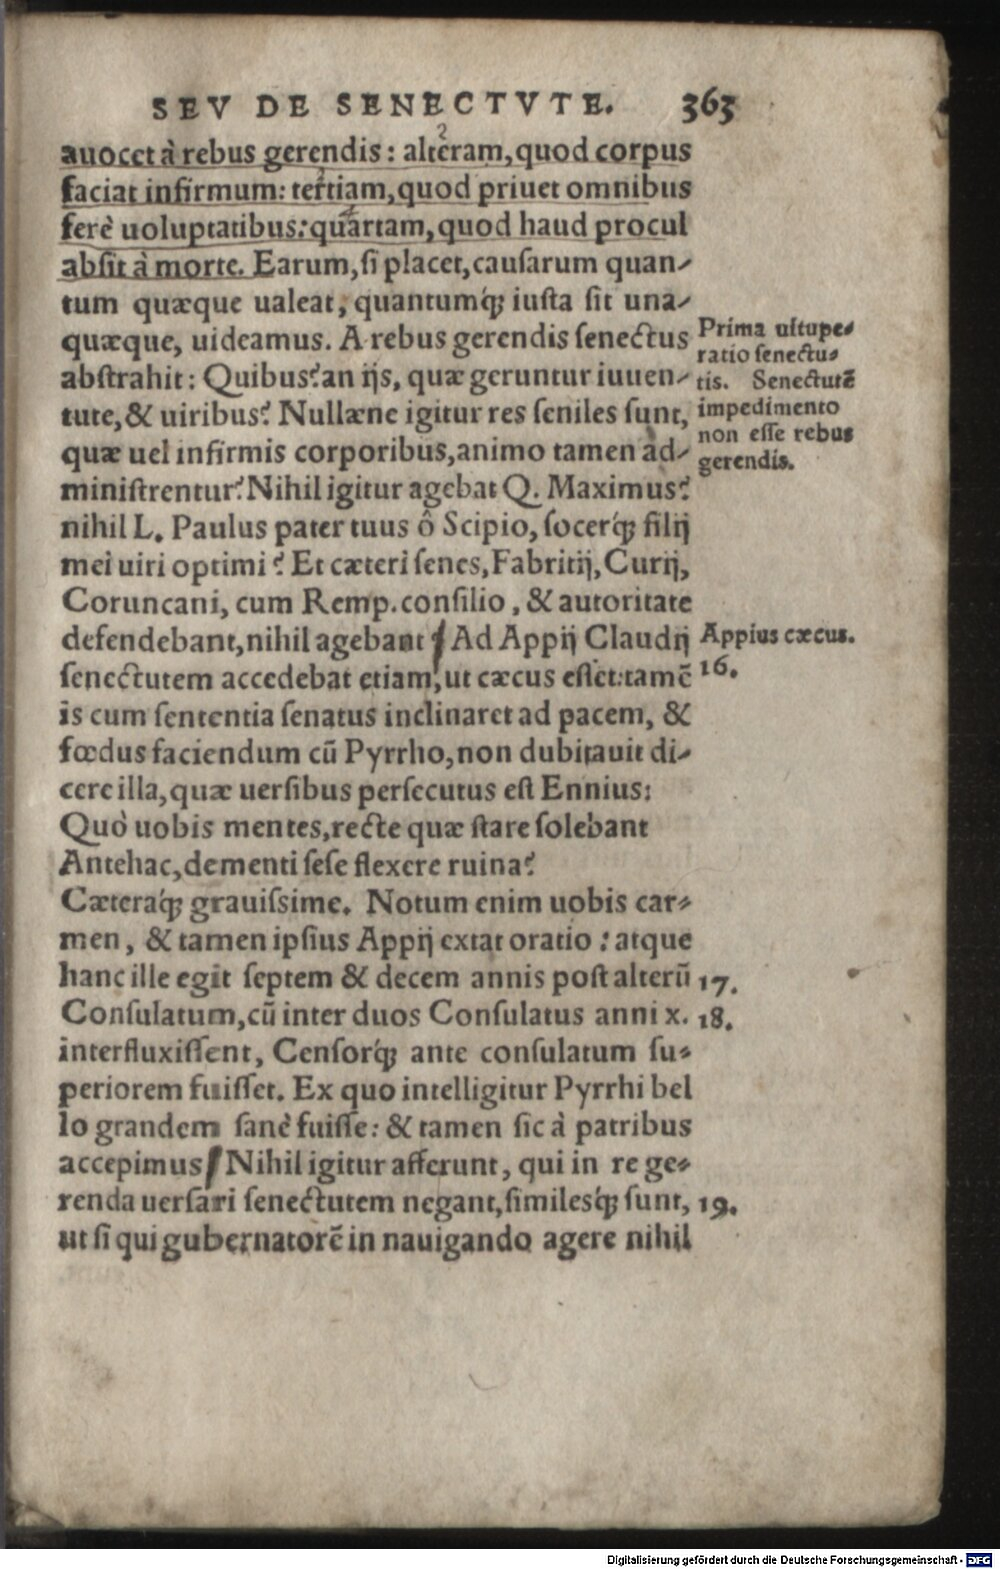 SEV DE SENECTVTE. 363
auocet à rebus gerendis: alteram, quod corpus
faciat infirmum: tertiam, quod priuet omnibus
ferè uoluptatibus: quartam, quod haud procul
absit à morte. Earum, si placet, causarum quan-
tum quæque ualeat, quantumq́; iusta sit una-
quæque, uideamus. A rebus gerendis senectus
abstrahit: Quibus? an ijs, quæ geruntur iuuen-
tute, & uiribus? Nullæne igitur res seniles sunt,
quæ uel infirmis corporibus, animo tamen ad-
ministrentur? Nihil igitur agebat Q. Maximus?
nihil L. Paulus pater tuus ô Scipio, socerq́; filij
mei uiri optimi? Et cæteri senes, Fabritij, Curij,
Coruncani, cum Remp. consilio, & autoritate
defendebant, nihil agebant? Ad Appij Claudij
senectutem accedebat etiam, ut cæcus esset: tamē
is cum sententia senatus inclinaret ad pacem, &
fœdus faciendum cū Pyrrho, non dubitauit di-
cere illa, quæ uersibus persecutus est Ennius:
Quò uobis mentes, recte quæ stare solebant
Antehac, dementi sese flexere ruina?
Cæteraq́; grauissime. Notum enim uobis car-
men, & tamen ipsius Appij extat oratio: atque
hanc ille egit septem & decem annis post alterū
Consulatum, cū inter duos Consulatus anni x.
interfluxissent, Censorq́; ante consulatum su-
periorem fuisset. Ex quo intelligitur Pyrrhi bel
lo grandem sanè fuisse: & tamen sic à patribus
accepimus. Nihil igitur afferunt, qui in re ge-
renda uersari senectutem negant, similesq́; sunt,
ut si qui gubernatorē in nauigando agere nihil
Prima uitupe-
ratio senectu-
tis. Senectutē
impedimento
non esse rebus
gerendis.
Appius cæcus.
16.
17.
18.
19.
Digitalisierung gefördert durch die Deutsche Forschungsgemeinschaft - DFG